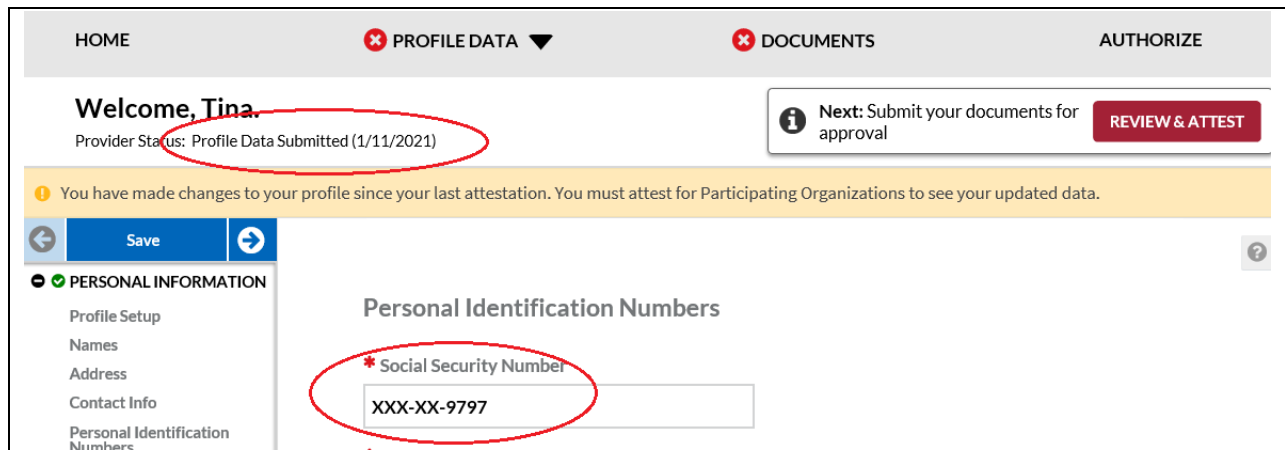 HOME PROFILE DATA DOCUMENTS AUTHORIZE
Welcome, Tina.
Provider Status: Profile Data Submitted (1/11/2021)
Next: Submit your documents for
approval
REVIEW & ATTEST
You have made changes to your profile since your last attestation. You must attest for Participating Organizations to see your updated data.
Save
PERSONAL INFORMATION
Profile Setup
Names
Address
Contact Info
Personal Identification
Numbers
Personal Identification Numbers
* Social Security Number
XXX-XX-9797